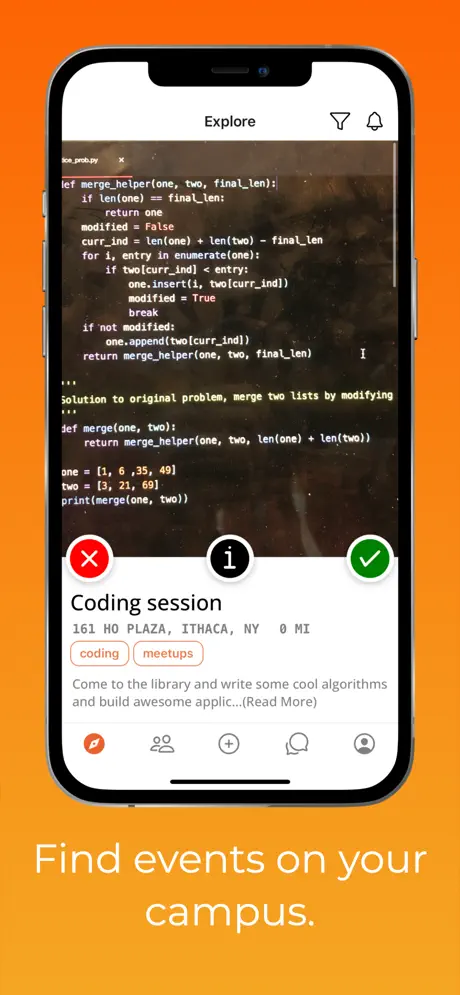 Explore
tice_prob.py ×
def merge_helper(one, two, final_len):
if len(one) == final_len:
return one
modified = False
curr_ind = len(one) + len(two) - final_len
for i, entry in enumerate(one):
if two[curr_ind] < entry:
one.insert(i, two[curr_ind])
modified = True
break
if not modified:
one.append(two[curr_ind])
return merge_helper(one, two, final_len)
'''
Solution to original problem, merge two lists by modifying
'''
def merge(one, two):
return merge_helper(one, two, len(one) + len(two))
one = [1, 6 ,35, 49]
two = [3, 21, 69]
print(merge(one, two))
i
Coding session
161 HO PLAZA, ITHACA, NY 0 MI
coding meetups
Come to the library and write some cool algorithms
and build awesome applic...(Read More)
Find events on your
campus.